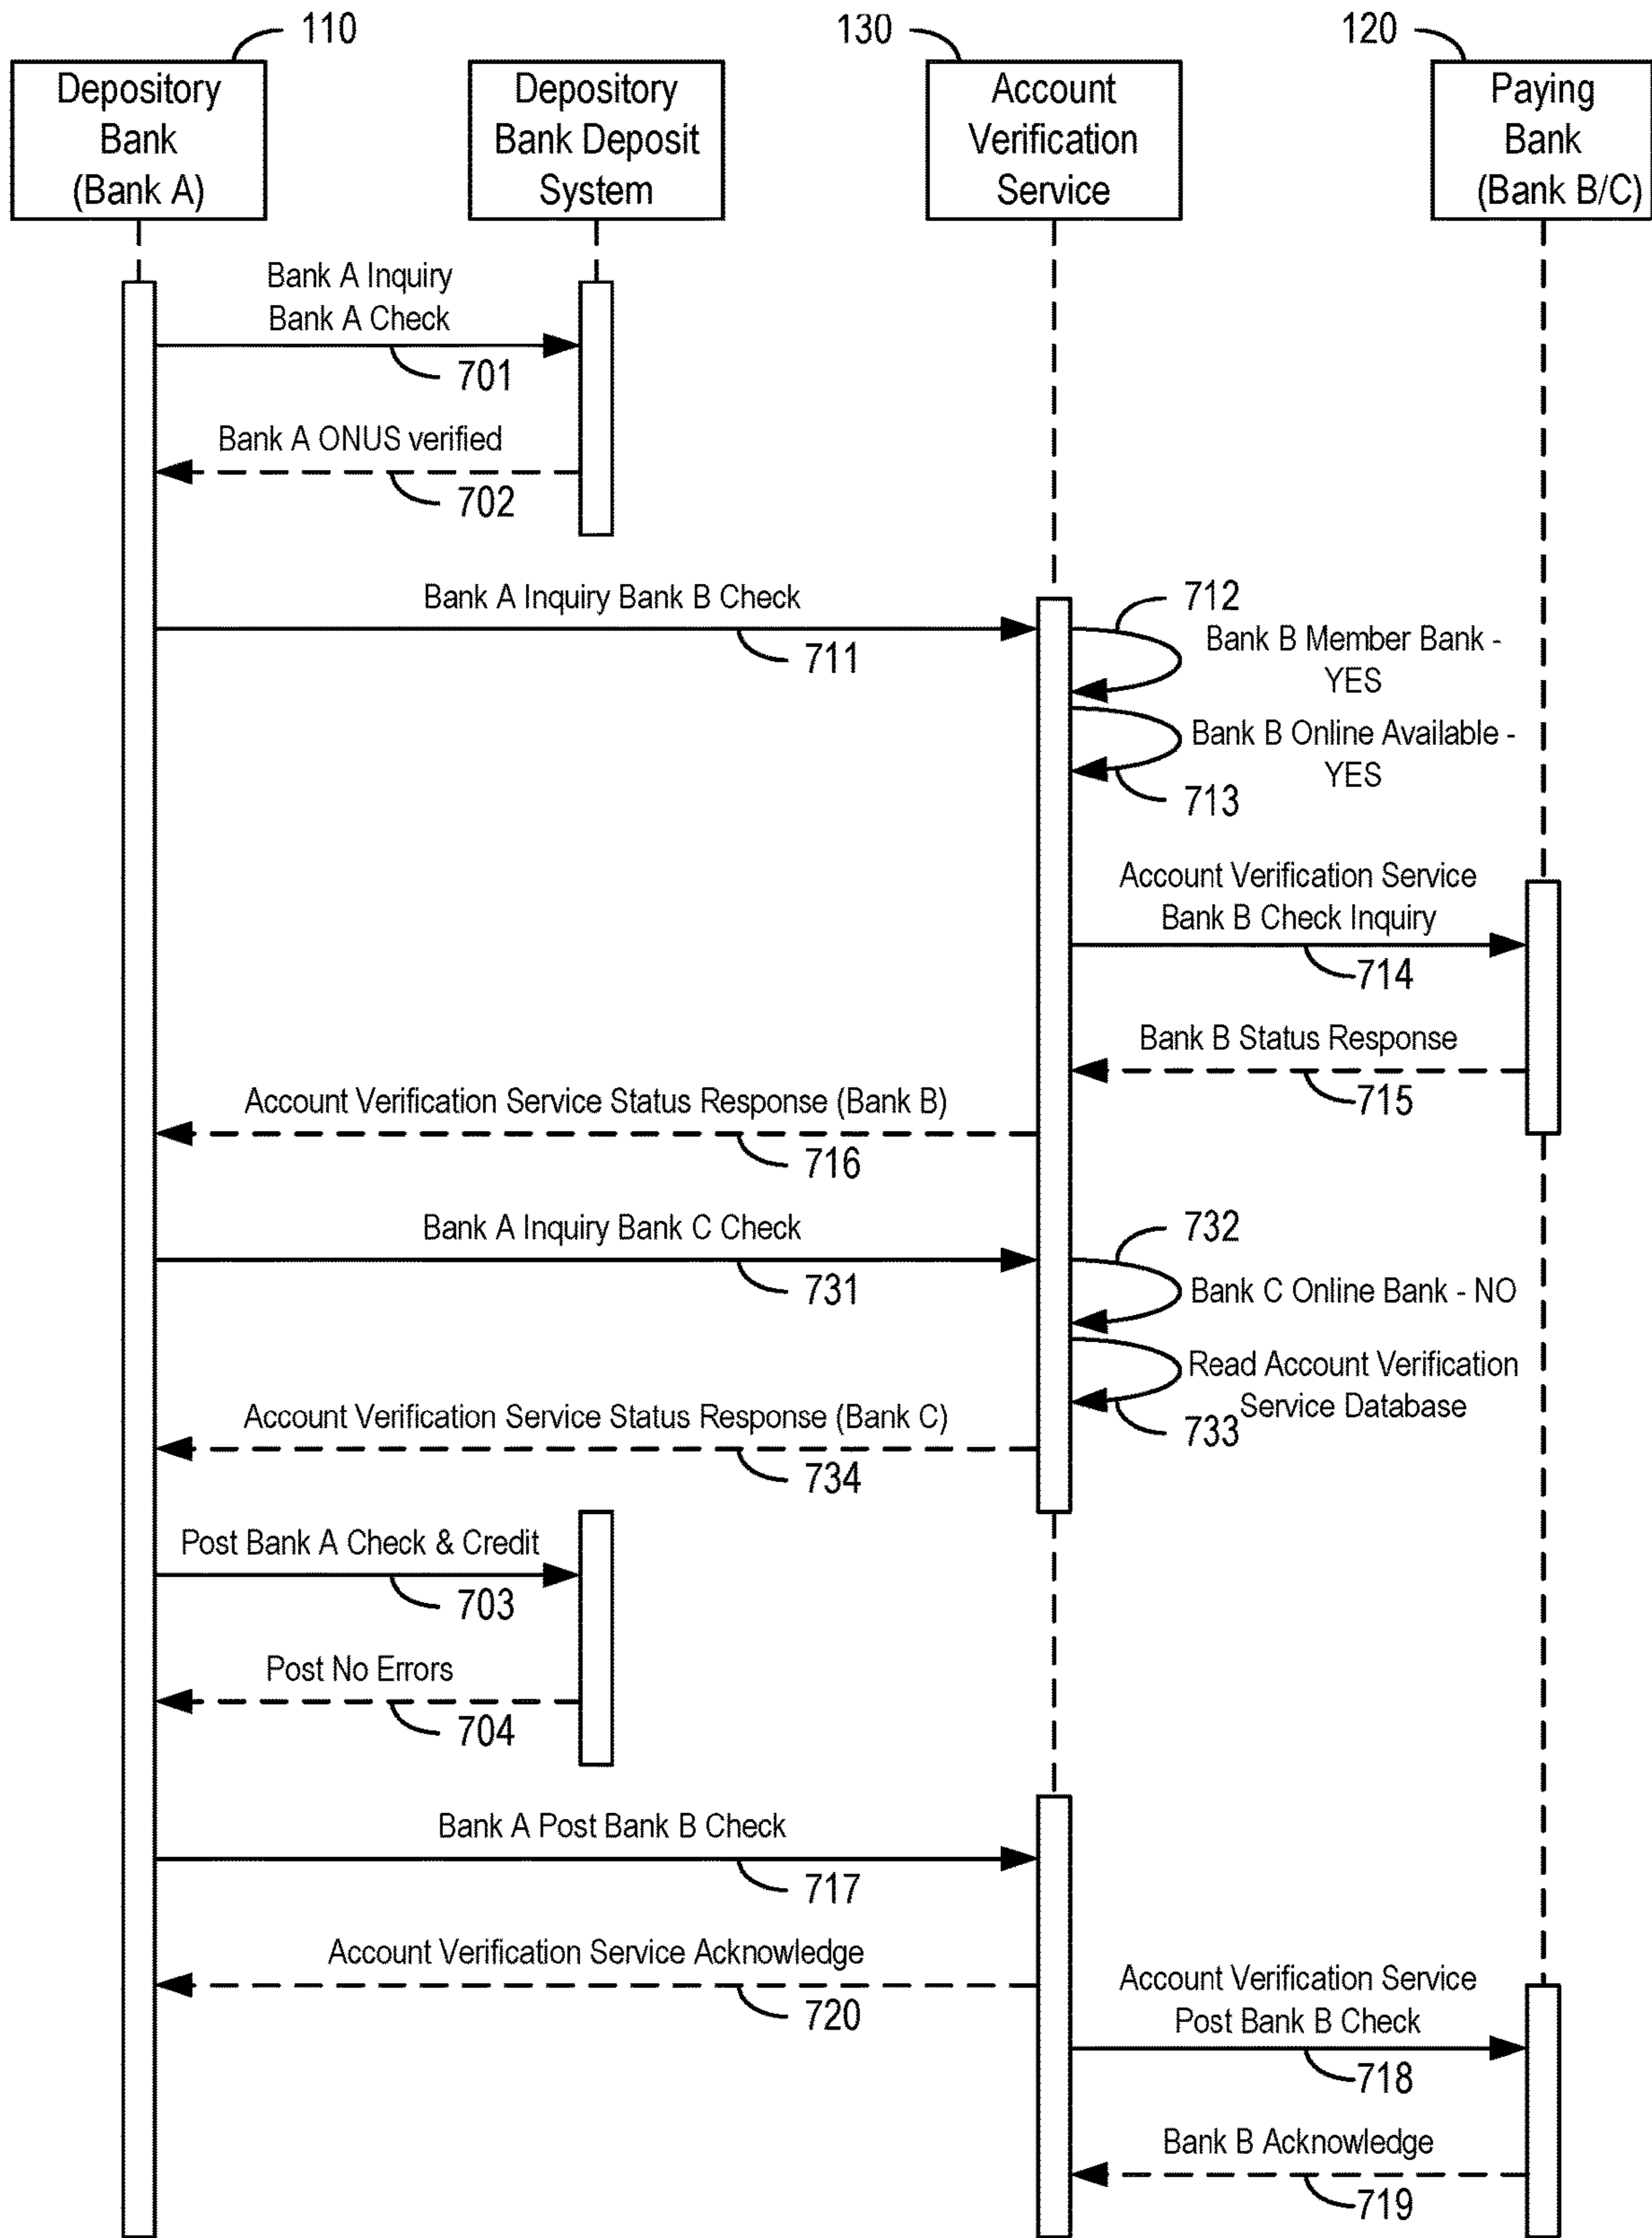 110
130
120
Depository
Bank
(Bank A)
Depository
Bank Deposit
System
Account
Verification
Service
Paying
Bank
(Bank B/C)
Bank A Inquiry
Bank A Check
701
Bank A ONUS verified
702
Bank A Inquiry Bank B Check
711
712
Bank B Member Bank -
YES
Bank B Online Available -
YES
713
Account Verification Service
Bank B Check Inquiry
714
Bank B Status Response
715
Account Verification Service Status Response (Bank B)
716
Bank A Inquiry Bank C Check
731
732
Bank C Online Bank - NO
Read Account Verification
Service Database
733
Account Verification Service Status Response (Bank C)
734
Post Bank A Check & Credit
703
Post No Errors
704
Bank A Post Bank B Check
717
Account Verification Service Acknowledge
720
Account Verification Service
Post Bank B Check
718
Bank B Acknowledge
719